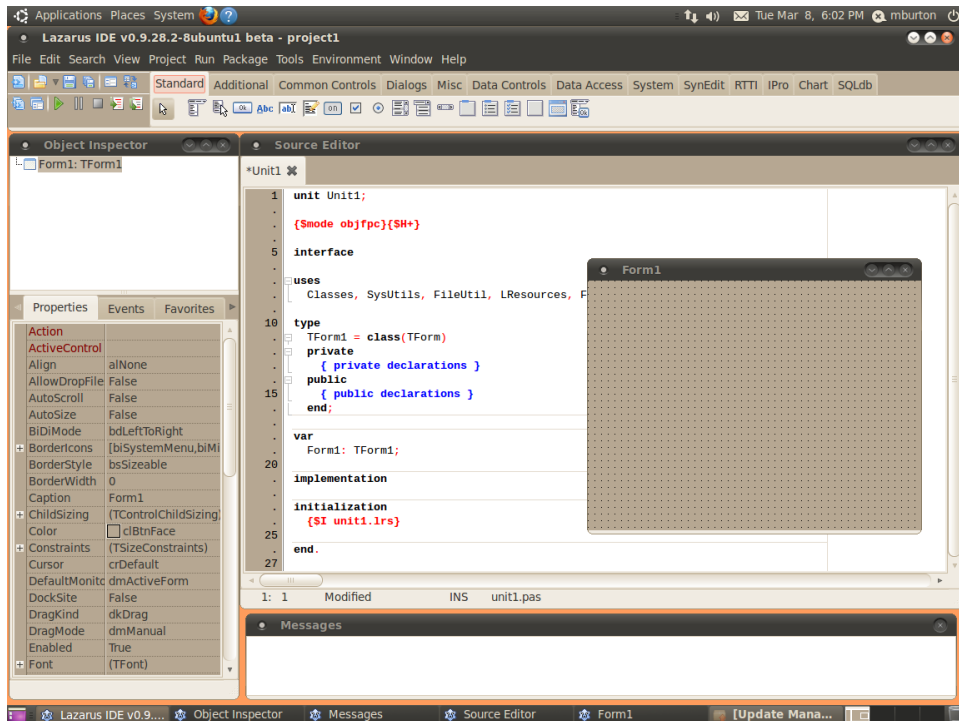 Applications Places System Tue Mar 8, 6:02 PM mburton
Lazarus IDE v0.9.28.2-8ubuntu1 beta - project1
File Edit Search View Project Run Package Tools Environment Window Help
Standard Additional Common Controls Dialogs Misc Data Controls Data Access System SynEdit RTTI IPro Chart SQLdb
Ok Abc abI on
Object Inspector
Form1: TForm1
Properties Events Favorites
Action
ActiveControl
Align alNone
AllowDropFile False
AutoScroll False
AutoSize False
BiDiMode bdLeftToRight
BorderIcons [biSystemMenu,biMi
BorderStyle bsSizeable
BorderWidth 0
Caption Form1
ChildSizing (TControlChildSizing)
Color clBtnFace
Constraints (TSizeConstraints)
Cursor crDefault
DefaultMonito dmActiveForm
DockSite False
DragKind dkDrag
DragMode dmManual
Enabled True
Font (TFont)
Source Editor
*Unit1
1 unit Unit1;
.
. {$mode objfpc}{$H+}
.
5 interface
.
. uses
. Classes, SysUtils, FileUtil, LResources, F
.
10 type
. TForm1 = class(TForm)
. private
. { private declarations }
. public
15 { public declarations }
. end;
.
. var
. Form1: TForm1;
20
. implementation
.
. initialization
. {$I unit1.lrs}
25
. end.
27
1: 1 Modified INS unit1.pas
Form1
Messages
Lazarus IDE v0.9.... Object Inspector Messages Source Editor Form1 [Update Mana...